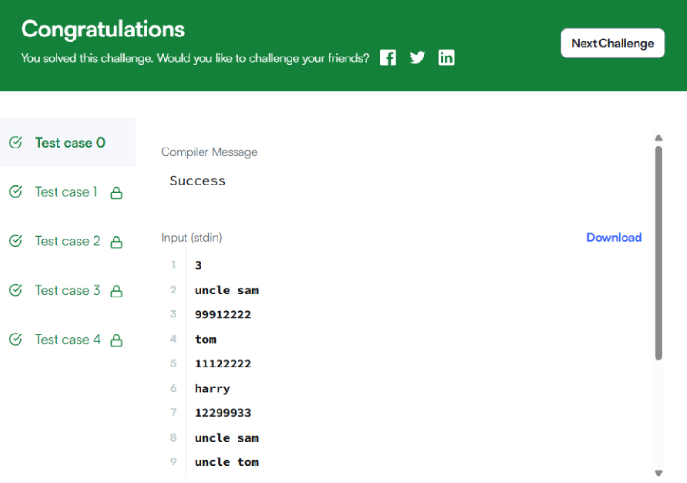 Congratulations
You solved this challenge. Would you like to challenge your friends?
Next Challenge
Test case 0
Test case 1
Test case 2
Test case 3
Test case 4
Compiler Message
Success
Input (stdin)
Download
1 3
2 uncle sam
3 99912222
4 tom
5 11122222
6 harry
7 12299933
8 uncle sam
9 uncle tom